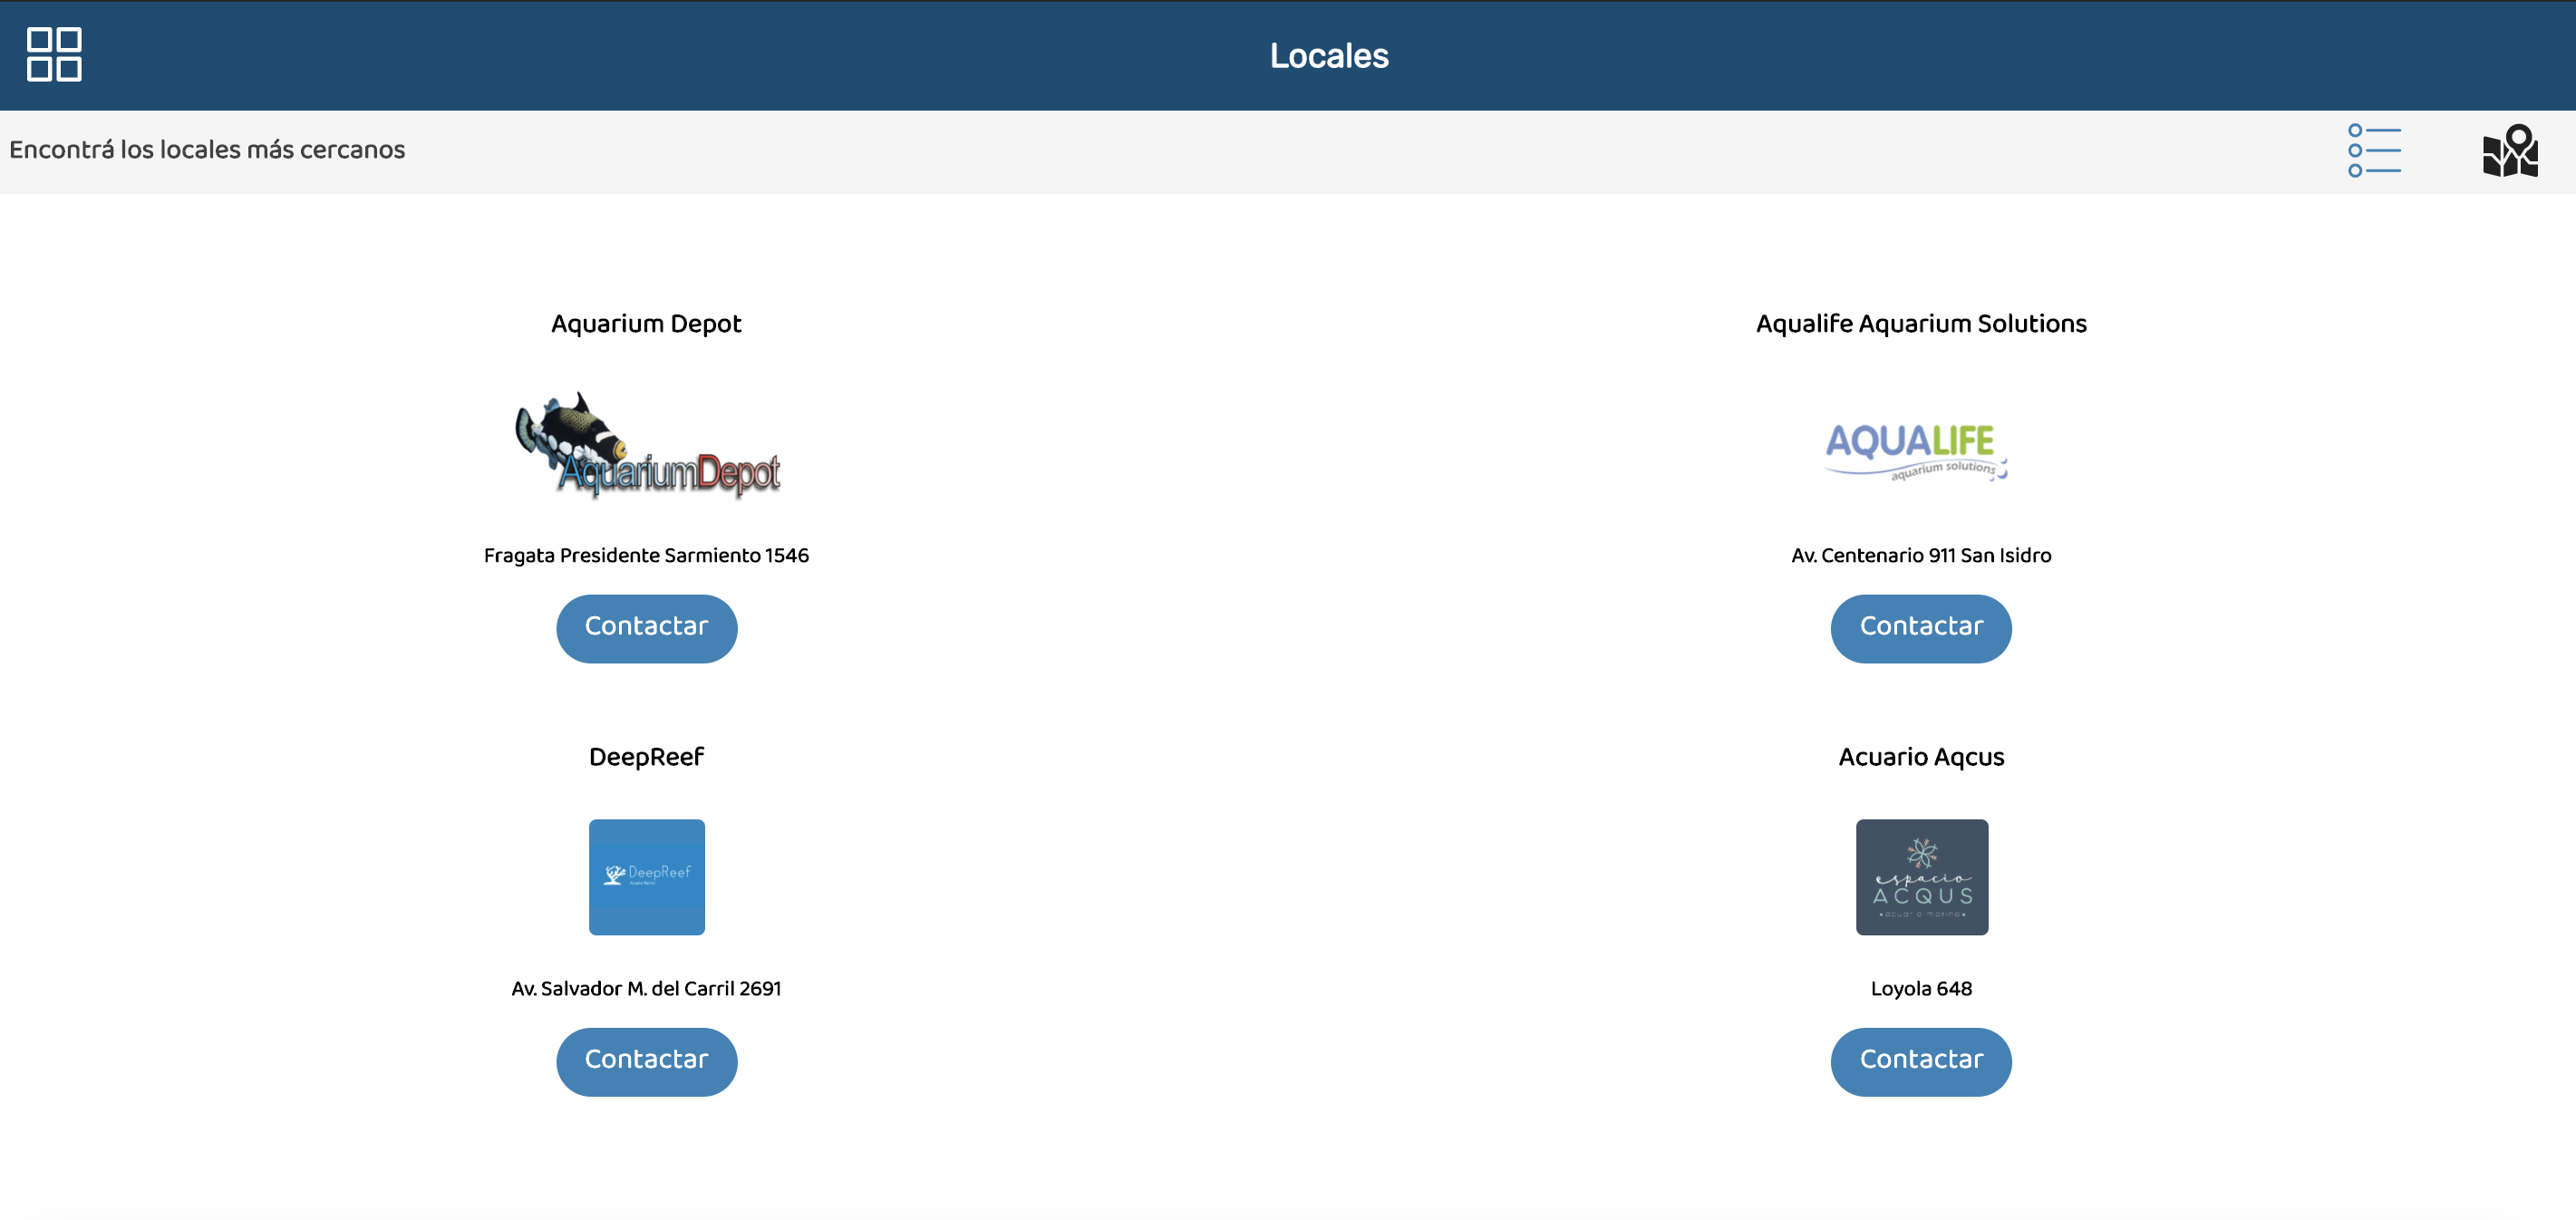 Locales
Encontrá los locales más cercanos
Aquarium Depot
Aqualife Aquarium Solutions
AquariumDepot
AQUALIFE
aquarium solutions
Fragata Presidente Sarmiento 1546
Av. Centenario 911 San Isidro
Contactar
Contactar
DeepReef
Acuario Aqcus
DeepReef
espacio
ACQUS
Av. Salvador M. del Carril 2691
Loyola 648
Contactar
Contactar